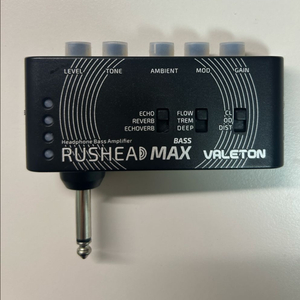 LEVEL TONE AMBIENT MOD GAIN
ECHO FLOW CL
REVERB TREM OD
ECHOVERB DEEP DIST
Headphone Bass Amplifier BASS
RUSHEAD MAX VALETON